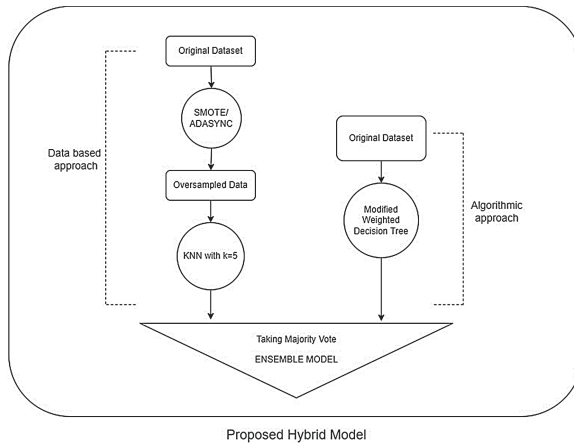 Original Dataset
SMOTE/
ADASYNC
Data based
approach
Oversampled Data
KNN with k=5
Original Dataset
Modified
Weighted
Decision Tree
Algorithmic
approach
Taking Majority Vote
ENSEMBLE MODEL
Proposed Hybrid Model